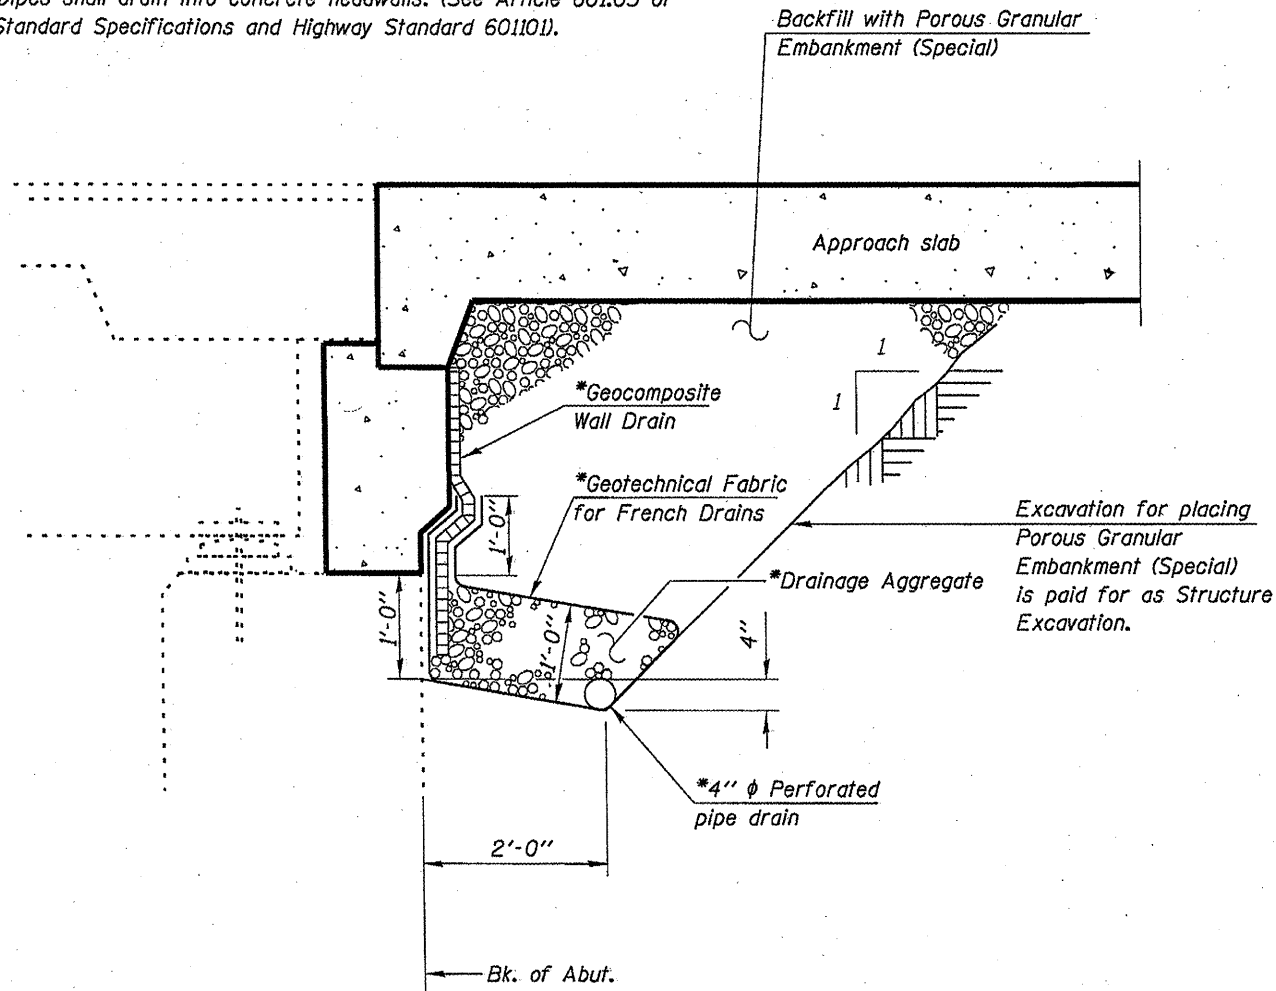 pipes shall drain into concrete headwalls. (See Article 601.05 of
Standard Specifications and Highway Standard 601101).
Backfill with Porous Granular
Embankment (Special)
Approach slab
1
1
*Geocomposite
Wall Drain
*Geotechnical Fabric
for French Drains
1'-0"
Excavation for placing
Porous Granular
Embankment (Special)
is paid for as Structure
Excavation.
*Drainage Aggregate
1'-0"
1'-0"
4"
*4" ϕ Perforated
pipe drain
2'-0"
Bk. of Abut.